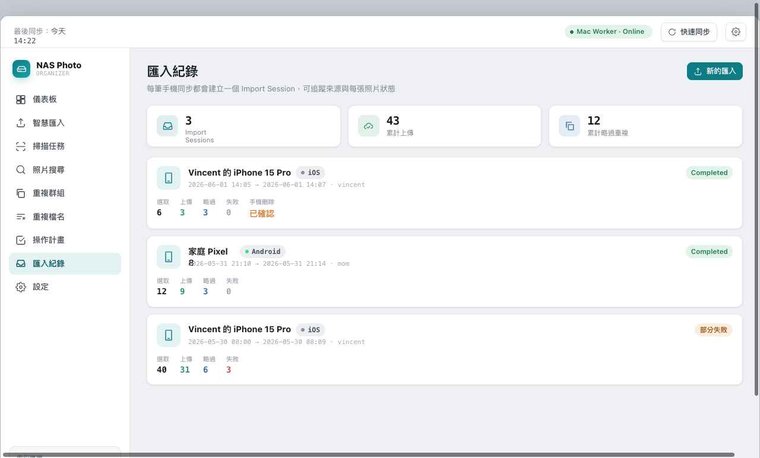 最後同步：今天
14:22
Mac Worker · Online
快速同步
NAS Photo
ORGANIZER
儀表板
智慧匯入
掃描任務
照片搜尋
重複群組
重複檔名
操作計畫
匯入紀錄
設定
匯入紀錄
每筆手機同步都會建立一個 Import Session，可追蹤來源與每張照片狀態
新的匯入
3
Import
Sessions
43
累計上傳
12
累計略過重複
Vincent 的 iPhone 15 Pro
iOS
Completed
2026-06-01 14:05 → 2026-06-01 14:07 · vincent
選取 上傳 略過 失敗 手機刪除
6 3 3 0 已確認
家庭 Pixel
8
Android
Completed
2026-05-31 21:10 → 2026-05-31 21:14 · mom
選取 上傳 略過 失敗
12 9 3 0
Vincent 的 iPhone 15 Pro
iOS
部分失敗
2026-05-30 08:00 → 2026-05-30 08:09 · vincent
選取 上傳 略過 失敗
40 31 6 3